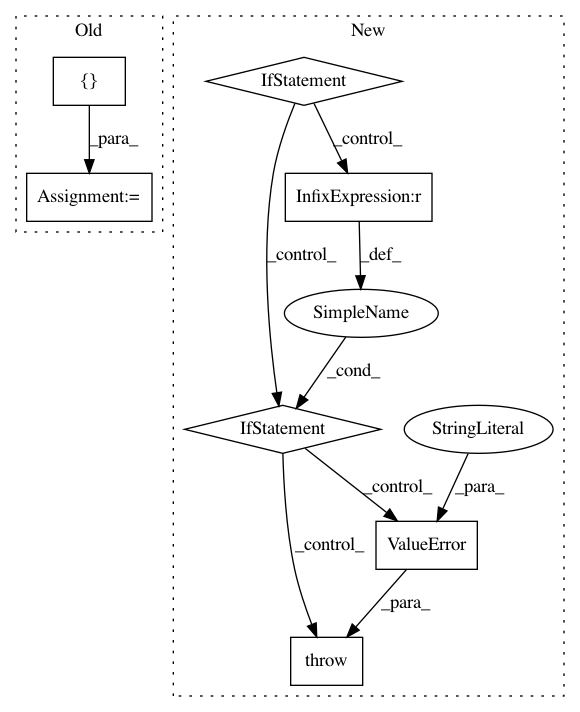 Old
New
{}
IfStatement
_para_
_control_
Assignment:=
InfixExpression:r
_control_
_def_
SimpleName
_cond_
IfStatement
StringLiteral
_control_
_para_
_control_
ValueError
_para_
throw